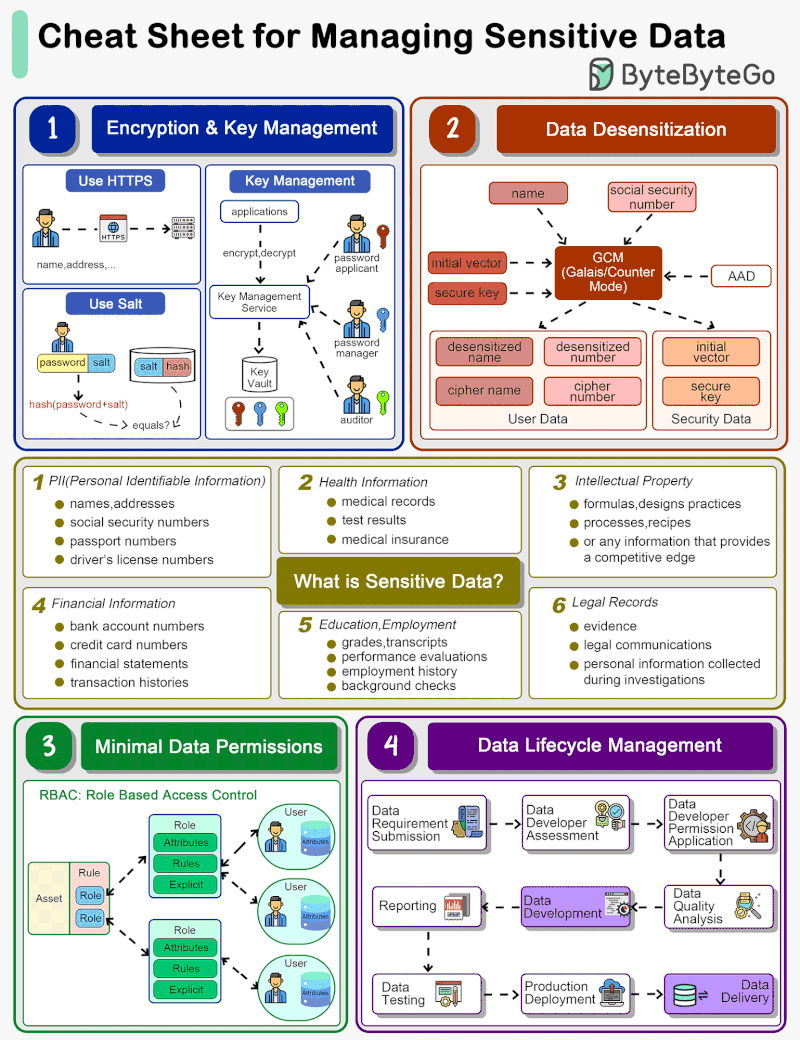 Cheat Sheet for Managing Sensitive Data
ByteByteGo
1
Encryption & Key Management
Use HTTPS
HTTPS
name,address,...
Use Salt
password
salt
salt
hash
hash(password+salt)
equals?
Key Management
applications
encrypt,decrypt
Key Management
Service
Key
Vault
password
applicant
password
manager
auditor
2
Data Desensitization
name
social security
number
initial vector
secure key
GCM
(Galais/Counter
Mode)
AAD
desensitized
name
desensitized
number
cipher name
cipher
number
User Data
initial
vector
secure
key
Security Data
1 PII(Personal Identifiable Information)
names,addresses
social security numbers
passport numbers
driver's license numbers
2 Health Information
medical records
test results
medical insurance
3 Intellectual Property
formulas,designs practices
processes,recipes
or any information that provides
a competitive edge
What is Sensitive Data?
4 Financial Information
bank account numbers
credit card numbers
financial statements
transaction histories
5 Education,Employment
grades,transcripts
performance evaluations
employment history
background checks
6 Legal Records
evidence
legal communications
personal information collected
during investigations
3
Minimal Data Permissions
RBAC: Role Based Access Control
Asset
Rule
Role
Role
Role
Attributes
Rules
Explicit
Role
Attributes
Rules
Explicit
User
Attributes
User
Attributes
User
Attributes
4
Data Lifecycle Management
Data
Requirement
Submission
Data
Developer
Assessment
Data
Developer
Permission
Application
Reporting
Data
Development
Data
Quality
Analysis
Data
Testing
Production
Deployment
Data
Delivery